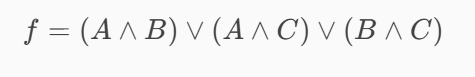 f = (A ∧ B) ∨ (A ∧ C) ∨ (B ∧ C)